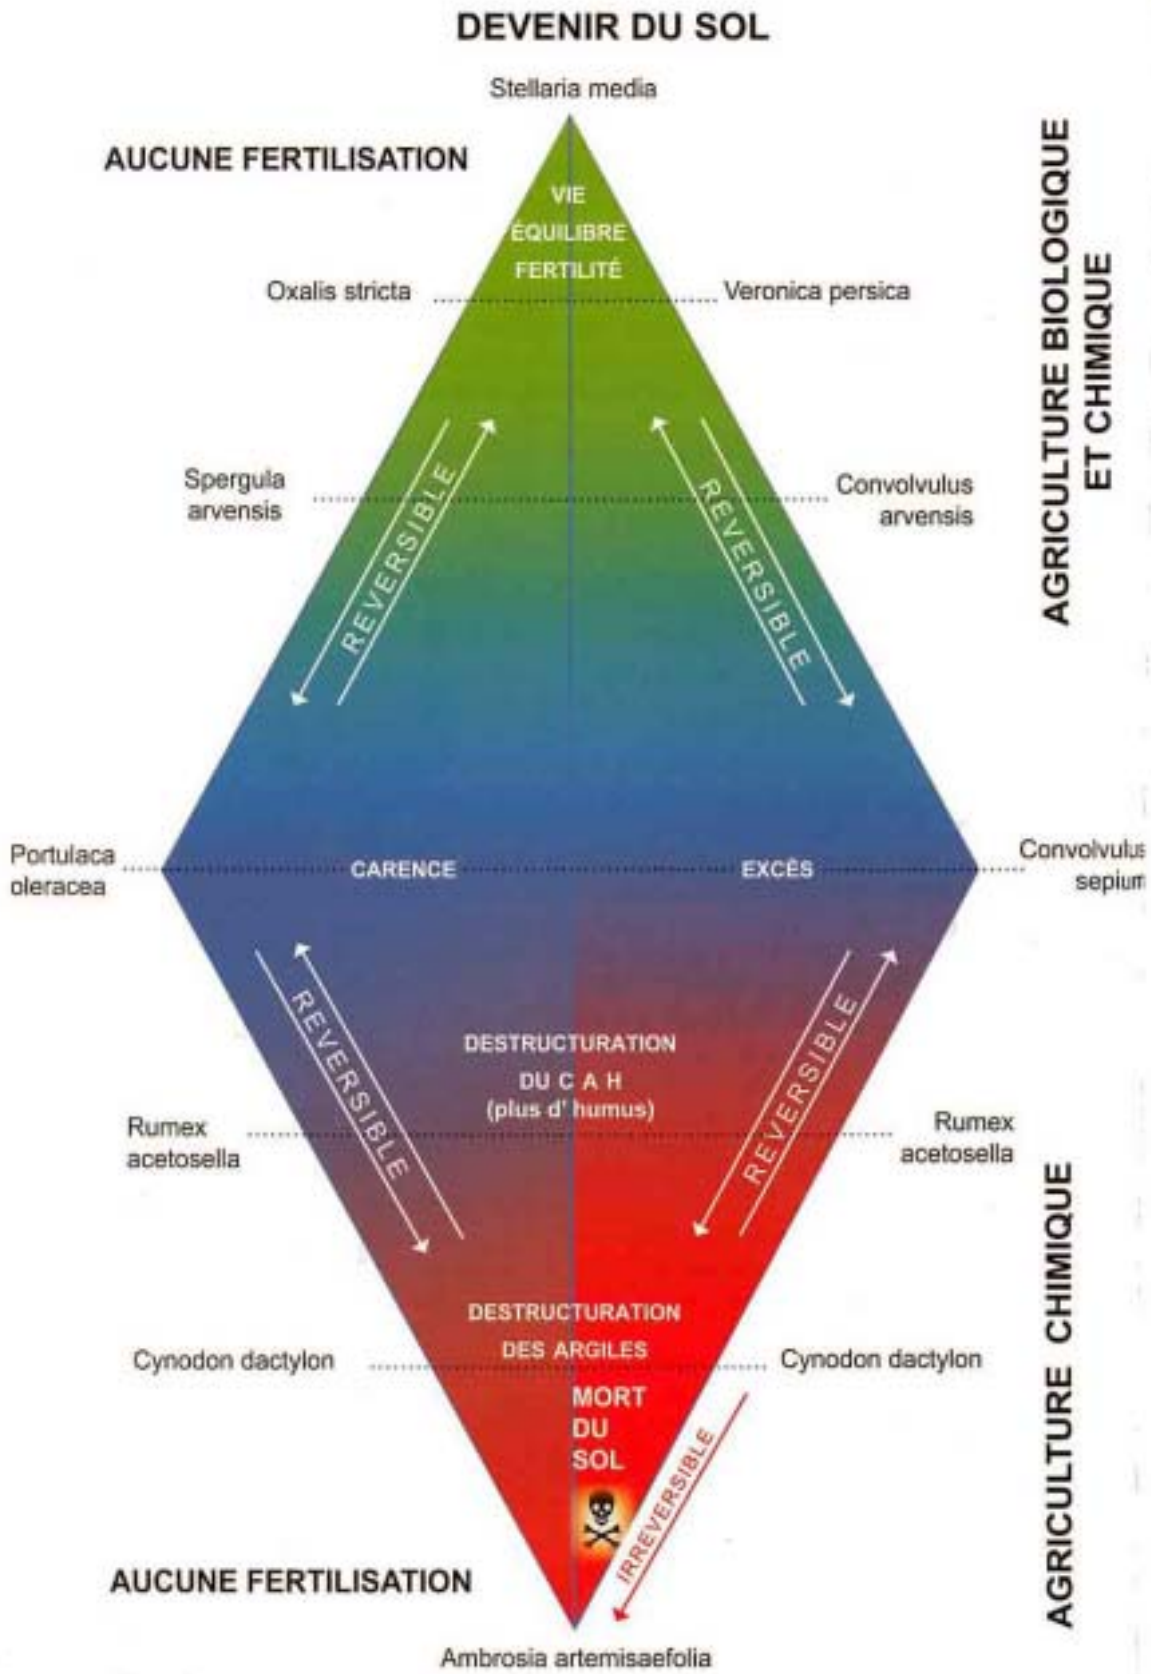 DEVENIR DU SOL
Stellaria media
AUCUNE FERTILISATION
AGRICULTURE BIOLOGIQUE
ET CHIMIQUE
VIE
ÉQUILIBRE
FERTILITÉ
Oxalis stricta
Veronica persica
Spergula
arvensis
REVERSIBLE
REVERSIBLE
Convolvulus
arvensis
Portulaca
oleracea
CARENCE
EXCÈS
Convolvulus
sepium
REVERSIBLE
DESTRUCTURATION
DU C A H
(plus d' humus)
REVERSIBLE
Rumex
acetosella
Rumex
acetosella
AGRICULTURE CHIMIQUE
DESTRUCTURATION
DES ARGILES
Cynodon dactylon
Cynodon dactylon
MORT
DU
SOL
IRREVERSIBLE
AUCUNE FERTILISATION
Ambrosia artemisaefolia